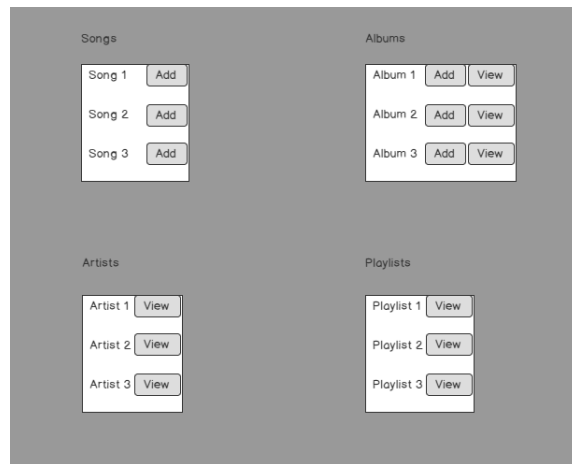 Songs
Song 1 Add
Song 2 Add
Song 3 Add
Albums
Album 1 Add View
Album 2 Add View
Album 3 Add View
Artists
Artist 1 View
Artist 2 View
Artist 3 View
Playlists
Playlist 1 View
Playlist 2 View
Playlist 3 View